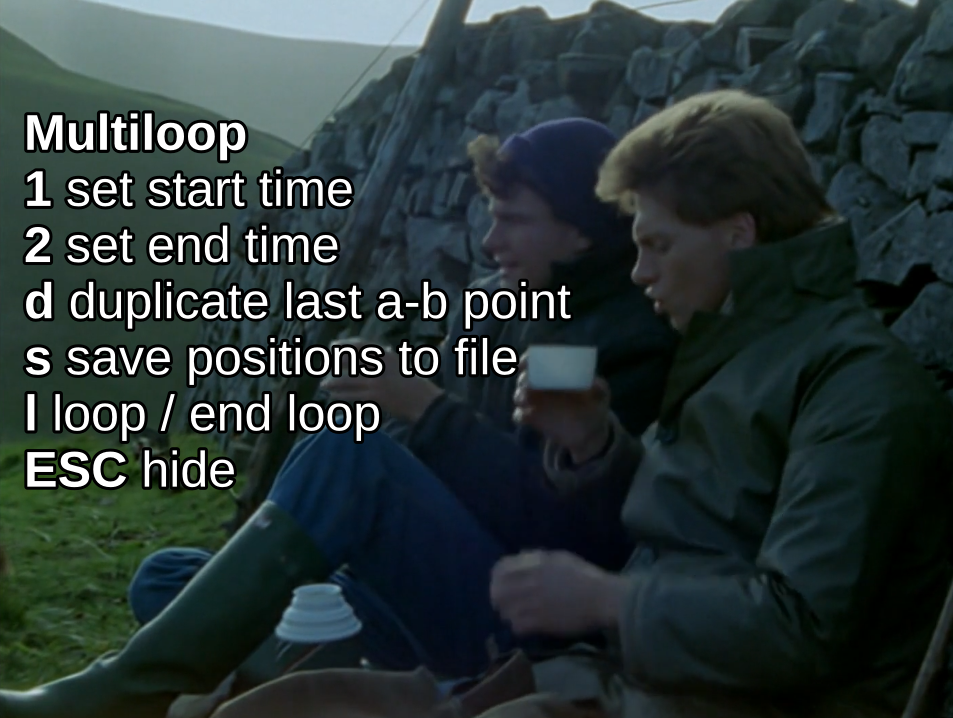 Multiloop
1 set start time
2 set end time
d duplicate last a-b point
s save positions to file
l loop / end loop
ESC hide